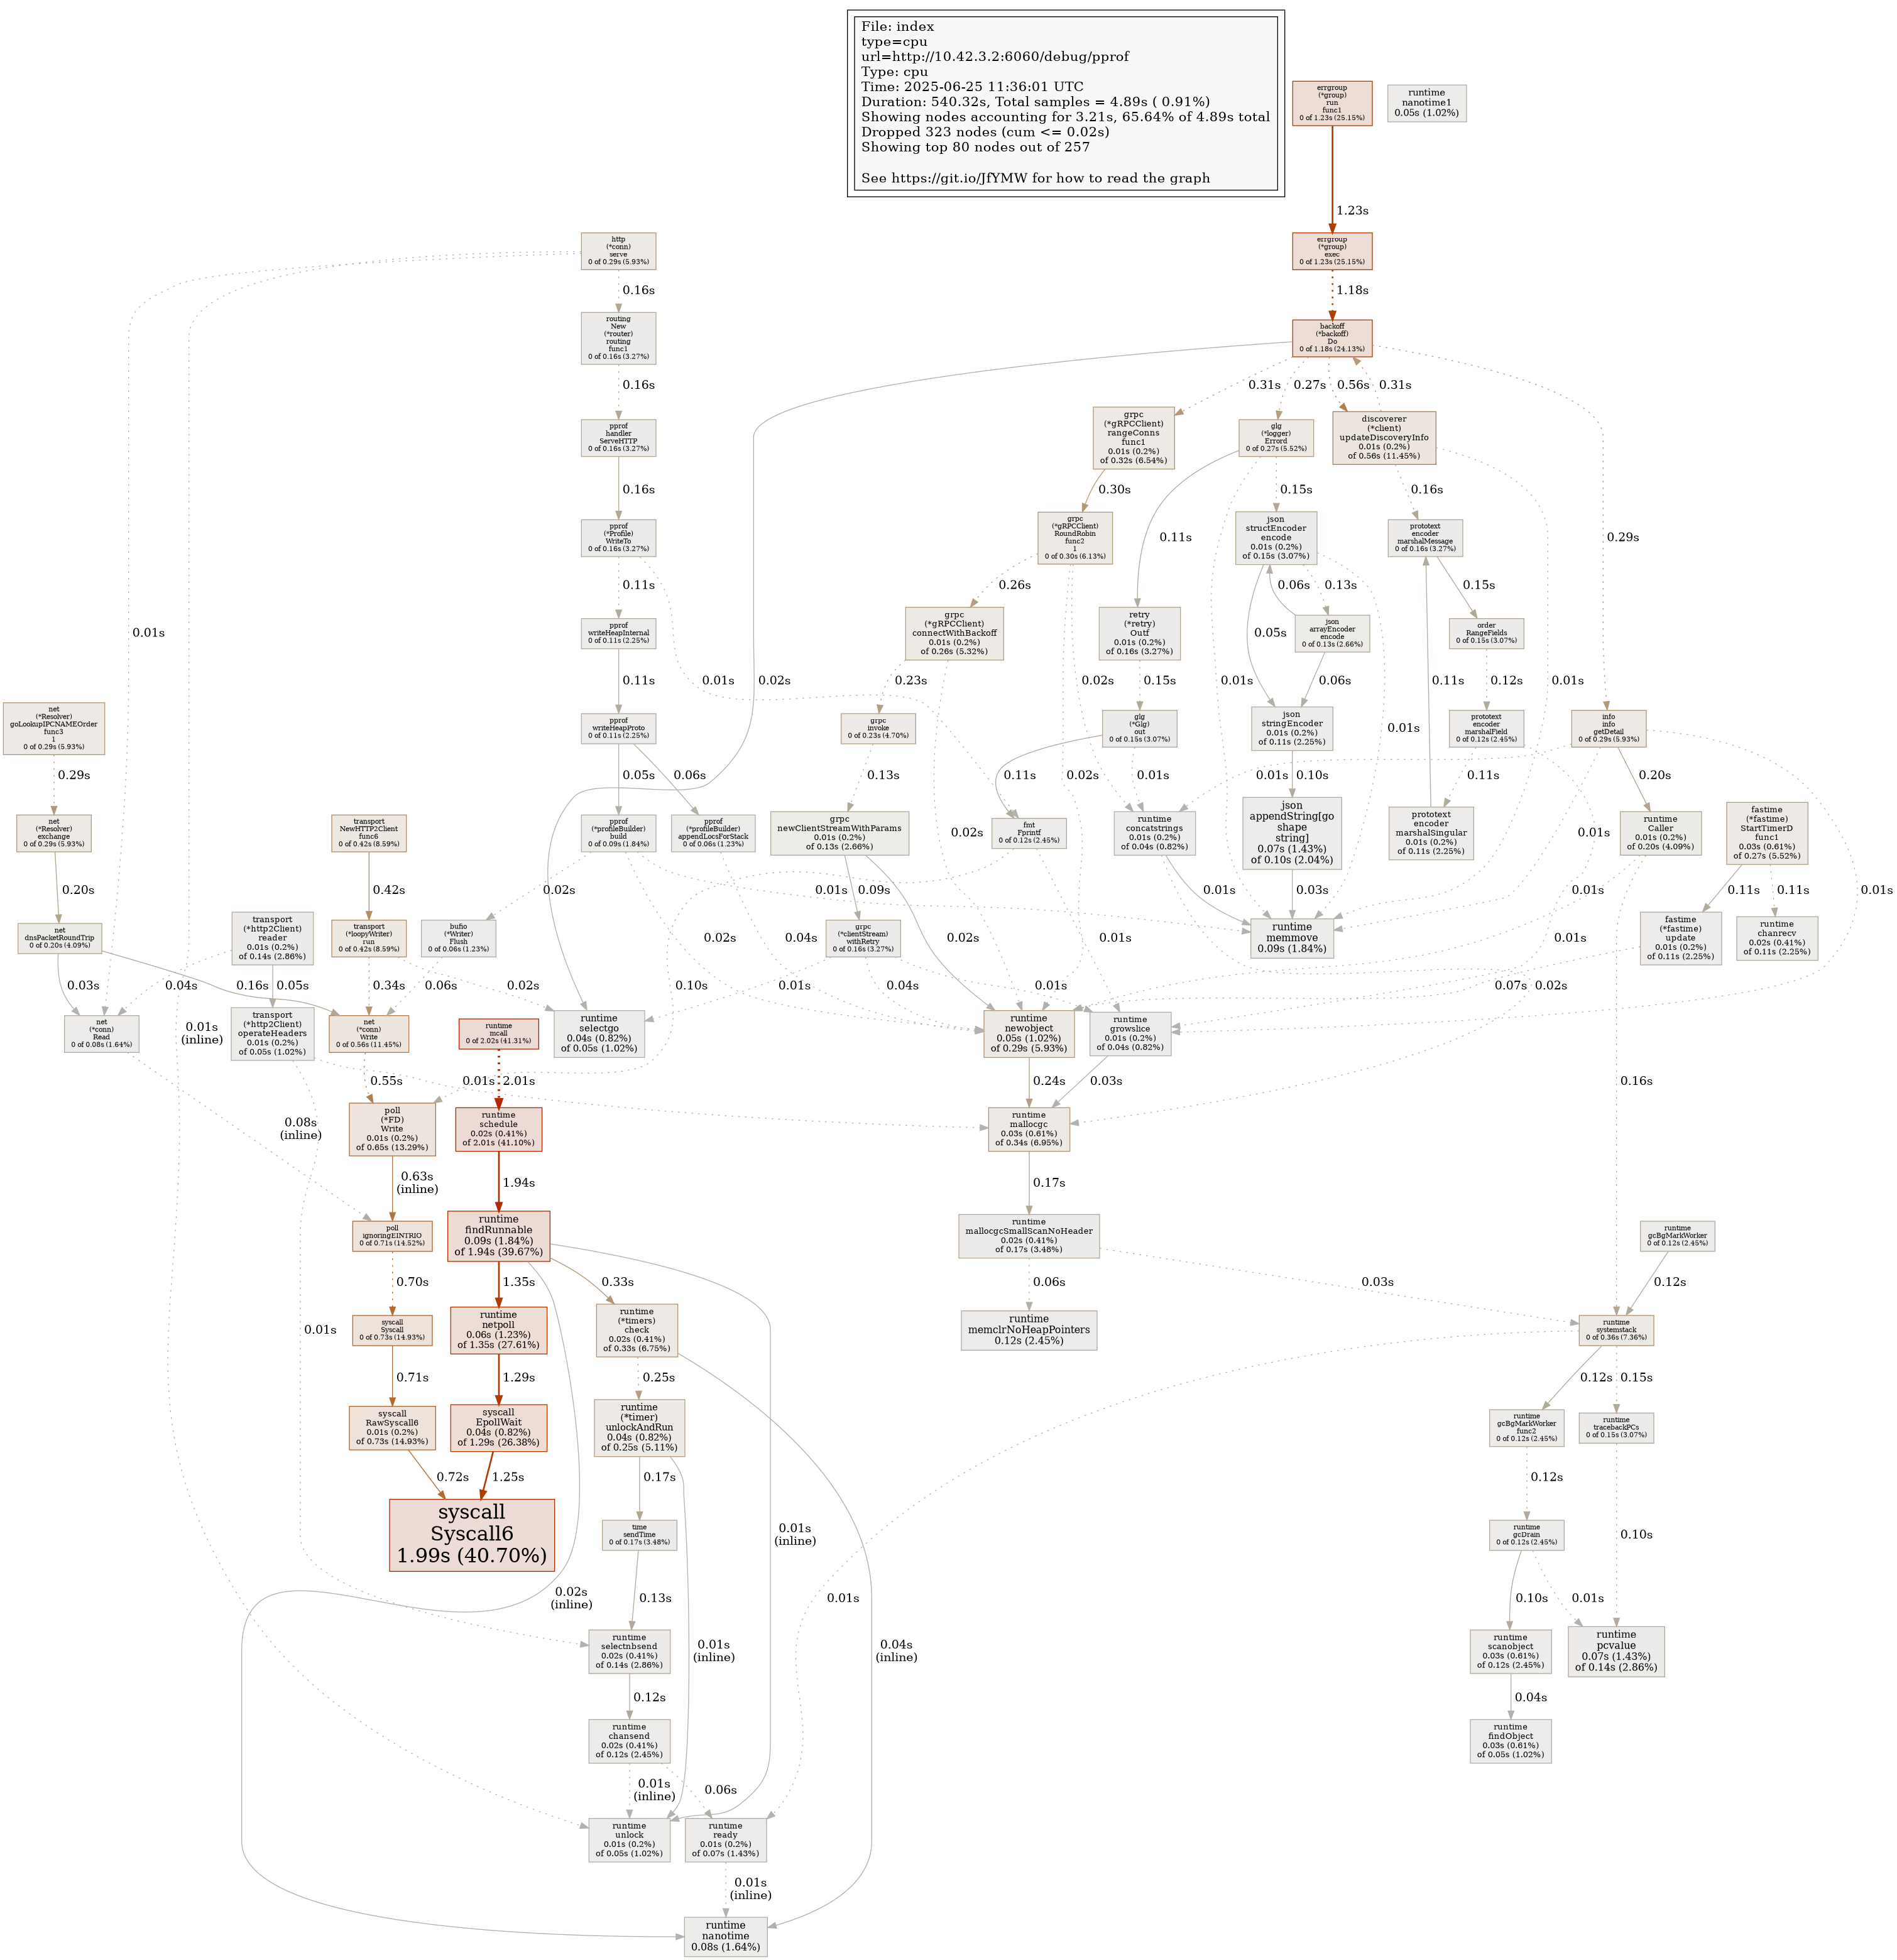 File: index
type=cpu
url=http://10.42.3.2:6060/debug/pprof
Type: cpu
Time: 2025-06-25 11:36:01 UTC
Duration: 540.32s, Total samples = 4.89s ( 0.91%)
Showing nodes accounting for 3.21s, 65.64% of 4.89s total
Dropped 323 nodes (cum <= 0.02s)
Showing top 80 nodes out of 257
See https://git.io/JfYMW for how to read the graph
errgroup
(*group)
run
func1
0 of 1.23s (25.15%)
runtime
nanotime1
0.05s (1.02%)
1.23s
http
(*conn)
serve
0 of 0.29s (5.93%)
errgroup
(*group)
exec
0 of 1.23s (25.15%)
0.16s
1.18s
routing
New
(*router)
routing
func1
0 of 0.16s (3.27%)
backoff
(*backoff)
Do
0 of 1.18s (24.13%)
0.16s
0.31s
0.27s
0.56s
0.31s
pprof
handler
ServeHTTP
0 of 0.16s (3.27%)
grpc
(*gRPCClient)
rangeConns
func1
0.01s (0.2%)
of 0.32s (6.54%)
glg
(*logger)
Errord
0 of 0.27s (5.52%)
discoverer
(*client)
updateDiscoveryInfo
0.01s (0.2%)
of 0.56s (11.45%)
0.16s
0.30s
0.15s
0.16s
pprof
(*Profile)
WriteTo
0 of 0.16s (3.27%)
grpc
(*gRPCClient)
RoundRobin
func2
1
0 of 0.30s (6.13%)
0.11s
json
structEncoder
encode
0.01s (0.2%)
of 0.15s (3.07%)
prototext
encoder
marshalMessage
0 of 0.16s (3.27%)
0.29s
0.11s
0.26s
0.06s
0.13s
0.15s
pprof
writeHeapInternal
0 of 0.11s (2.25%)
grpc
(*gRPCClient)
connectWithBackoff
0.01s (0.2%)
of 0.26s (5.32%)
retry
(*retry)
Outf
0.01s (0.2%)
of 0.16s (3.27%)
0.05s
json
arrayEncoder
encode
0 of 0.13s (2.66%)
order
RangeFields
0 of 0.15s (3.07%)
0.01s
0.11s
0.01s
0.02s
0.23s
0.02s
0.15s
0.01s
0.06s
0.11s
0.12s
0.01s
net
(*Resolver)
goLookupIPCNAMEOrder
func3
1
0 of 0.29s (5.93%)
pprof
writeHeapProto
0 of 0.11s (2.25%)
grpc
invoke
0 of 0.23s (4.70%)
glg
(*Glg)
out
0 of 0.15s (3.07%)
json
stringEncoder
0.01s (0.2%)
of 0.11s (2.25%)
0.01s
prototext
encoder
marshalField
0 of 0.12s (2.45%)
info
info
getDetail
0 of 0.29s (5.93%)
0.29s
0.05s
0.06s
0.13s
0.02s
0.11s
0.01s
0.01s
0.10s
0.11s
0.20s
net
(*Resolver)
exchange
0 of 0.29s (5.93%)
transport
NewHTTP2Client
func6
0 of 0.42s (8.59%)
pprof
(*profileBuilder)
build
0 of 0.09s (1.84%)
pprof
(*profileBuilder)
appendLocsForStack
0 of 0.06s (1.23%)
grpc
newClientStreamWithParams
0.01s (0.2%)
of 0.13s (2.66%)
0.02s
fmt
Fprintf
0 of 0.12s (2.45%)
runtime
concatstrings
0.01s (0.2%)
of 0.04s (0.82%)
json
appendString[go
shape
string]
0.07s (1.43%)
of 0.10s (2.04%)
prototext
encoder
marshalSingular
0.01s (0.2%)
of 0.11s (2.25%)
0.01s
runtime
Caller
0.01s (0.2%)
of 0.20s (4.09%)
fastime
(*fastime)
StartTimerD
func1
0.03s (0.61%)
of 0.27s (5.52%)
0.20s
0.42s
0.02s
0.01s
0.09s
0.01s
0.03s
0.01s
0.01s
0.11s
0.11s
net
dnsPacketRoundTrip
0 of 0.20s (4.09%)
transport
(*http2Client)
reader
0.01s (0.2%)
of 0.14s (2.86%)
transport
(*loopyWriter)
run
0 of 0.42s (8.59%)
bufio
(*Writer)
Flush
0 of 0.06s (1.23%)
0.02s
0.04s
grpc
(*clientStream)
withRetry
0 of 0.16s (3.27%)
0.02s
0.01s
runtime
memmove
0.09s (1.84%)
0.01s
fastime
(*fastime)
update
0.01s (0.2%)
of 0.11s (2.25%)
runtime
chanrecv
0.02s (0.41%)
of 0.11s (2.25%)
0.03s
0.04s
0.16s
0.05s
0.34s
0.06s
0.02s
0.10s
0.01s
0.04s
0.01s
0.07s
0.02s
net
(*conn)
Read
0 of 0.08s (1.64%)
0.01s
(inline)
transport
(*http2Client)
operateHeaders
0.01s (0.2%)
of 0.05s (1.02%)
net
(*conn)
Write
0 of 0.56s (11.45%)
runtime
mcall
0 of 2.02s (41.31%)
runtime
selectgo
0.04s (0.82%)
of 0.05s (1.02%)
runtime
newobject
0.05s (1.02%)
of 0.29s (5.93%)
runtime
growslice
0.01s (0.2%)
of 0.04s (0.82%)
0.55s
0.01s
2.01s
0.24s
0.03s
0.16s
0.08s
(inline)
poll
(*FD)
Write
0.01s (0.2%)
of 0.65s (13.29%)
runtime
schedule
0.02s (0.41%)
of 2.01s (41.10%)
runtime
mallocgc
0.03s (0.61%)
of 0.34s (6.95%)
0.63s
(inline)
1.94s
0.17s
poll
ignoringEINTRIO
0 of 0.71s (14.52%)
runtime
findRunnable
0.09s (1.84%)
of 1.94s (39.67%)
runtime
mallocgcSmallScanNoHeader
0.02s (0.41%)
of 0.17s (3.48%)
runtime
gcBgMarkWorker
0 of 0.12s (2.45%)
0.70s
1.35s
0.33s
0.06s
0.03s
0.12s
0.01s
syscall
Syscall
0 of 0.73s (14.93%)
runtime
netpoll
0.06s (1.23%)
of 1.35s (27.61%)
runtime
(*timers)
check
0.02s (0.41%)
of 0.33s (6.75%)
runtime
memclrNoHeapPointers
0.12s (2.45%)
runtime
systemstack
0 of 0.36s (7.36%)
0.71s
1.29s
0.25s
0.12s
0.15s
syscall
RawSyscall6
0.01s (0.2%)
of 0.73s (14.93%)
syscall
EpollWait
0.04s (0.82%)
of 1.29s (26.38%)
runtime
(*timer)
unlockAndRun
0.04s (0.82%)
of 0.25s (5.11%)
runtime
gcBgMarkWorker
func2
0 of 0.12s (2.45%)
runtime
tracebackPCs
0 of 0.15s (3.07%)
0.72s
1.25s
0.17s
0.12s
syscall
Syscall6
1.99s (40.70%)
time
sendTime
0 of 0.17s (3.48%)
0.01s
(inline)
runtime
gcDrain
0 of 0.12s (2.45%)
0.10s
0.02s
(inline)
0.13s
0.01s
0.10s
0.01s
runtime
selectnbsend
0.02s (0.41%)
of 0.14s (2.86%)
0.01s
(inline)
0.04s
(inline)
runtime
scanobject
0.03s (0.61%)
of 0.12s (2.45%)
runtime
pcvalue
0.07s (1.43%)
of 0.14s (2.86%)
0.12s
0.04s
runtime
chansend
0.02s (0.41%)
of 0.12s (2.45%)
runtime
findObject
0.03s (0.61%)
of 0.05s (1.02%)
0.01s
(inline)
0.06s
runtime
unlock
0.01s (0.2%)
of 0.05s (1.02%)
runtime
ready
0.01s (0.2%)
of 0.07s (1.43%)
0.01s
(inline)
runtime
nanotime
0.08s (1.64%)